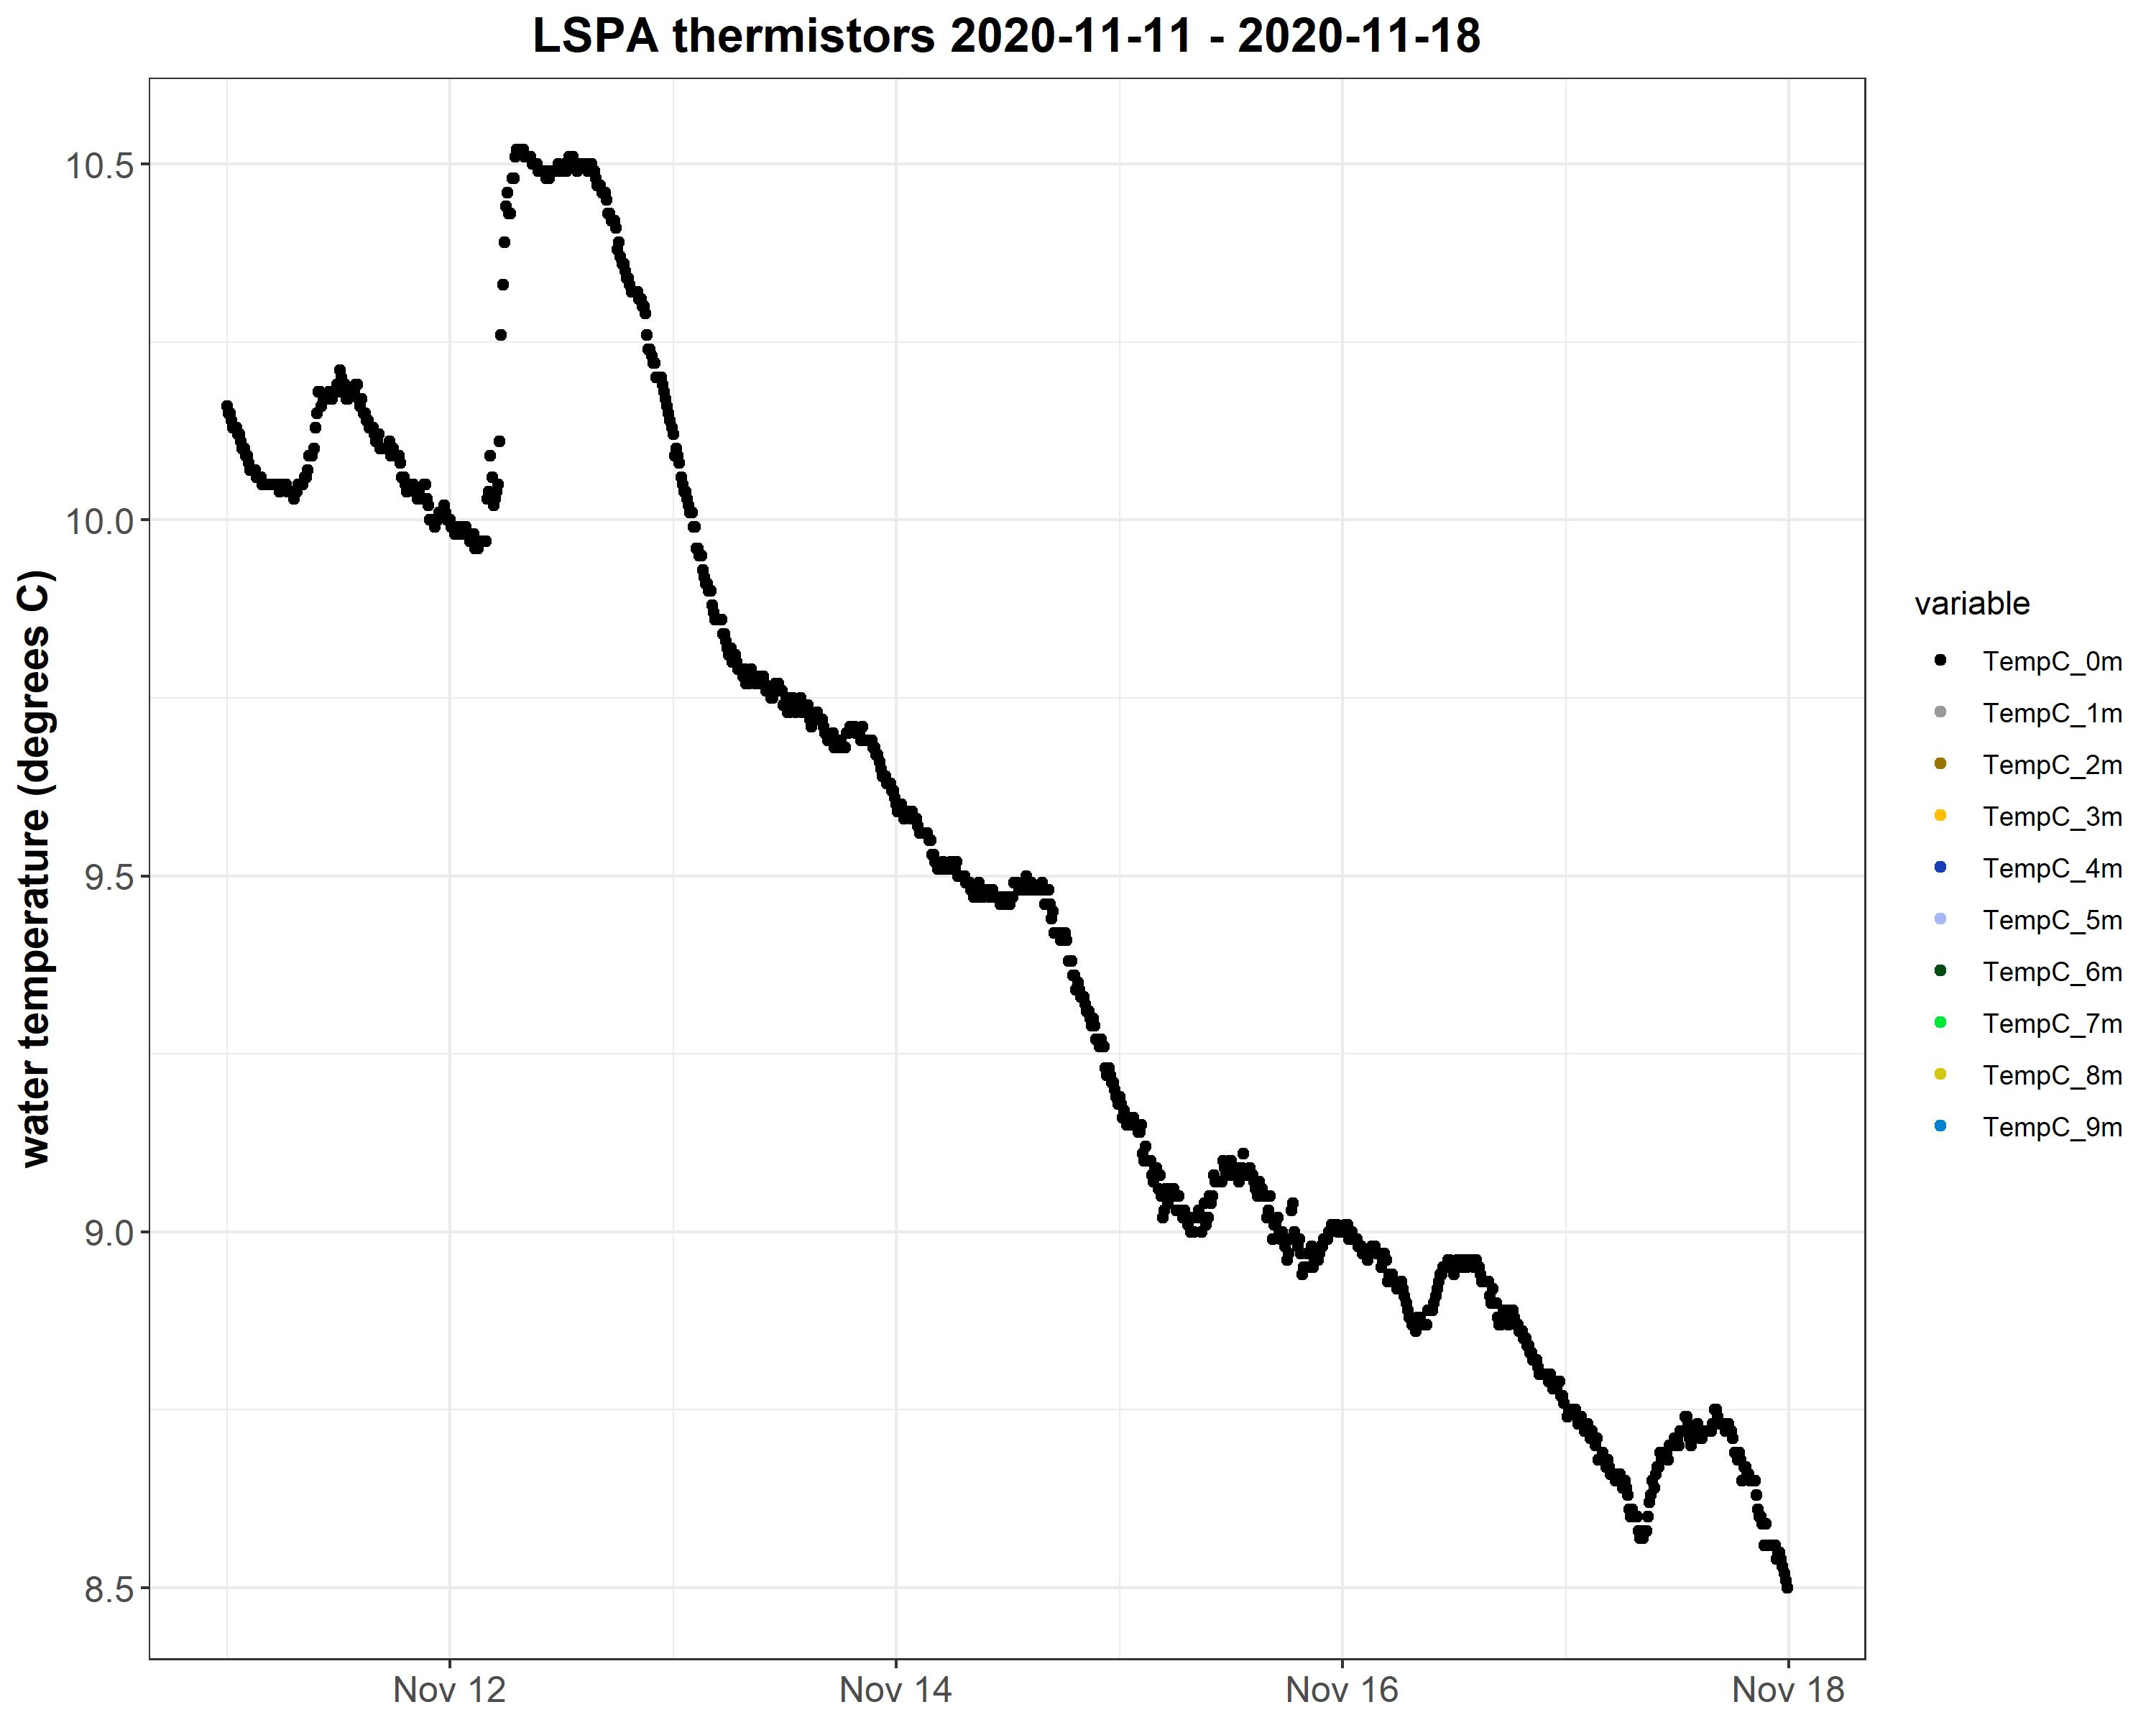 LSPA thermistors 2020-11-11 - 2020-11-18
water temperature (degrees C)
10.5
10.0
9.5
9.0
8.5
Nov 12
Nov 14
Nov 16
Nov 18
variable
TempC_0m
TempC_1m
TempC_2m
TempC_3m
TempC_4m
TempC_5m
TempC_6m
TempC_7m
TempC_8m
TempC_9m